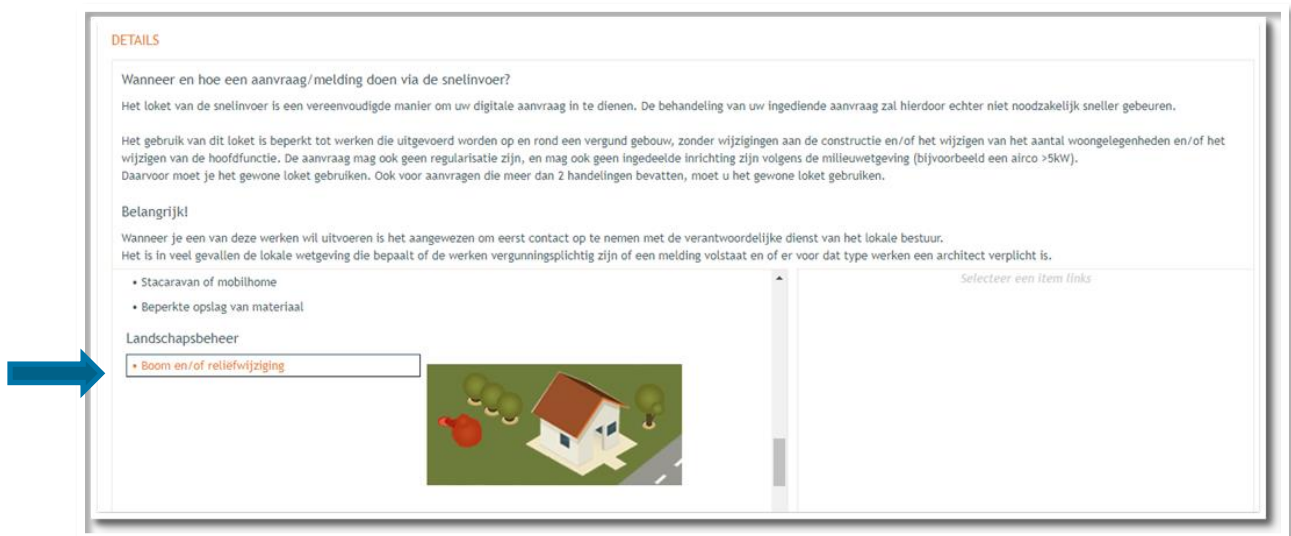 DETAILS
Wanneer en hoe een aanvraag/melding doen via de snelinvoer?
Het loket van de snelinvoer is een vereenvoudigde manier om uw digitale aanvraag in te dienen. De behandeling van uw ingediende aanvraag zal hierdoor echter niet noodzakelijk sneller gebeuren.
Het gebruik van dit loket is beperkt tot werken die uitgevoerd worden op en rond een vergund gebouw, zonder wijzigingen aan de constructie en/of het wijzigen van het aantal woongelegenheden en/of het
wijzigen van de hoofdfunctie. De aanvraag mag ook geen regularisatie zijn, en mag ook geen ingedeelde inrichting zijn volgens de milieuwetgeving (bijvoorbeeld een airco >5kW).
Daarvoor moet je het gewone loket gebruiken. Ook voor aanvragen die meer dan 2 handelingen bevatten, moet u het gewone loket gebruiken.
Belangrijk!
Wanneer je een van deze werken wil uitvoeren is het aangewezen om eerst contact op te nemen met de verantwoordelijke dienst van het lokale bestuur.
Het is in veel gevallen de lokale wetgeving die bepaalt of de werken vergunningsplichtig zijn of een melding volstaat en of er voor dat type werken een architect verplicht is.
• Stacaravan of mobilhome
Selecteer een item links
• Beperkte opslag van materiaal
Landschapsbeheer
• Boom en/of reliëfwijziging